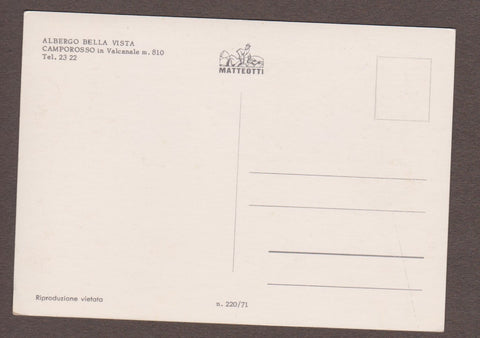 ALBERGO BELLA VISTA
CAMPOROSSO in Valcanale m. 810
Tel. 23 22
MATTEOTTI
Riproduzione vietata
n. 220/71